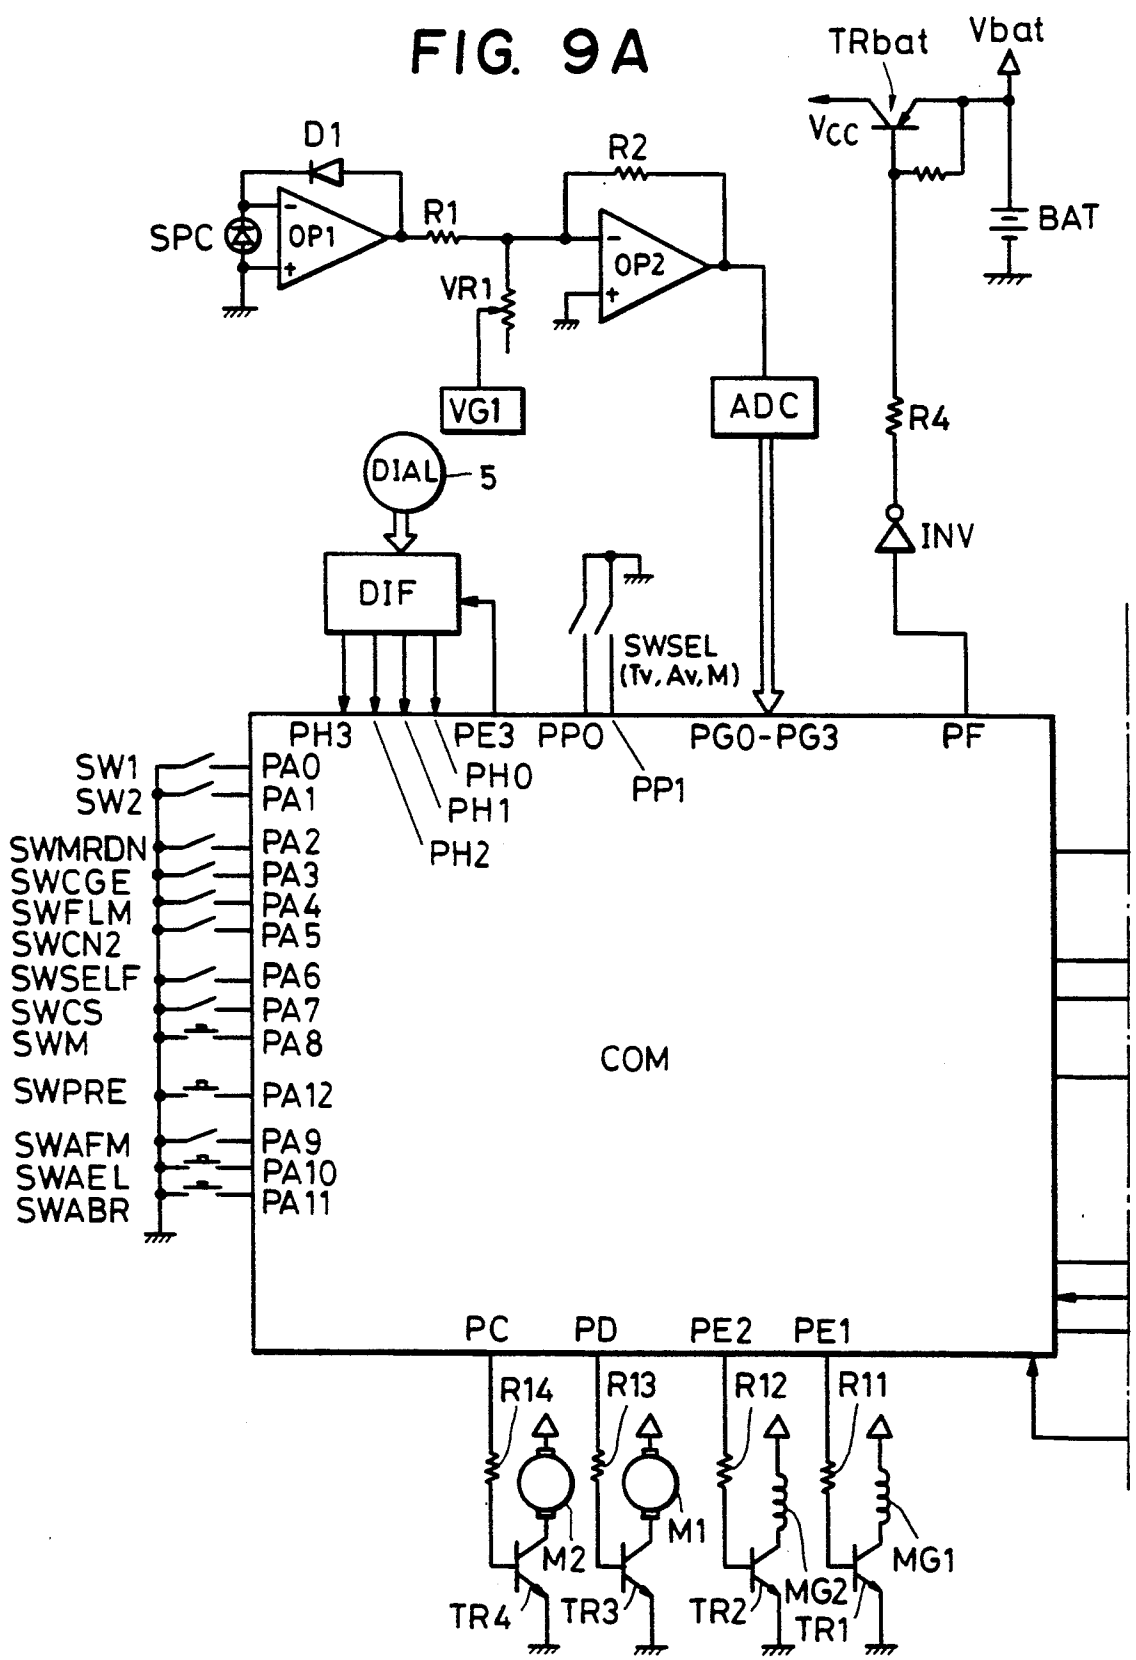 FIG. 9A
TRbat
Vbat
VCC
D1
R2
R1
SPC
OP1
OP2
BAT
VR1
VG1
ADC
R4
DIAL
5
INV
DIF
SWSEL
(Tv, Av, M)
PH3
PE3
PP0
PG0-PG3
PF
PH0
PP1
PH1
PH2
SW1
PA0
SW2
PA1
SWMRDN
PA2
SWCGE
PA3
SWFLM
PA4
SWCN2
PA5
SWSELF
PA6
SWCS
PA7
SWM
PA8
COM
SWPRE
PA12
SWAFM
PA9
SWAEL
PA10
SWABR
PA11
PC
PD
PE2
PE1
R14
R13
R12
R11
M2
M1
MG2
MG1
TR4
TR3
TR2
TR1